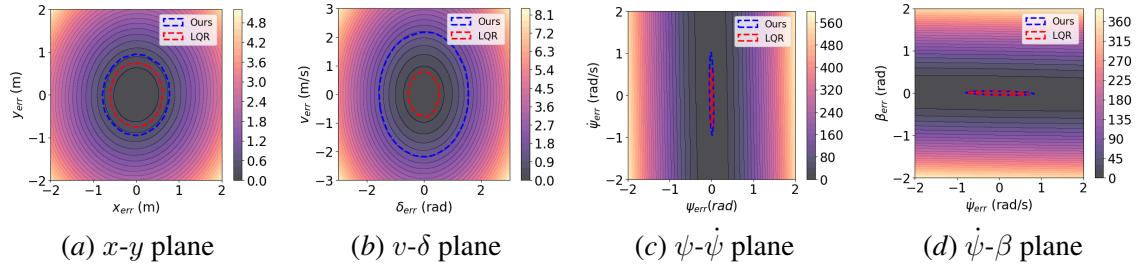 2
1
0
−1
−2
y_err (m)
−2 −1 0 1 2
x_err (m)
Ours
LQR
5.4
4.8
4.2
3.6
3.0
2.4
1.8
1.2
0.6
0.0
3
2
1
0
−1
−2
−3
v_err (m/s)
−2 0 2
δ_err (rad)
Ours
LQR
8.4
7.0
5.6
4.2
2.8
1.4
0.0
2
1
0
−1
−2
ψ̇_err (rad/s)
−2 −1 0 1 2
ψ_err(rad)
Ours
LQR
560
480
400
320
240
160
80
0
2
1
0
−1
−2
β_err (rad)
−2 −1 0 1 2
ψ̇_err (rad/s)
Ours
LQR
360
315
270
225
180
135
90
45
0
(a) x-y plane
(b) v-δ plane
(c) ψ-ψ̇ plane
(d) ψ̇-β plane